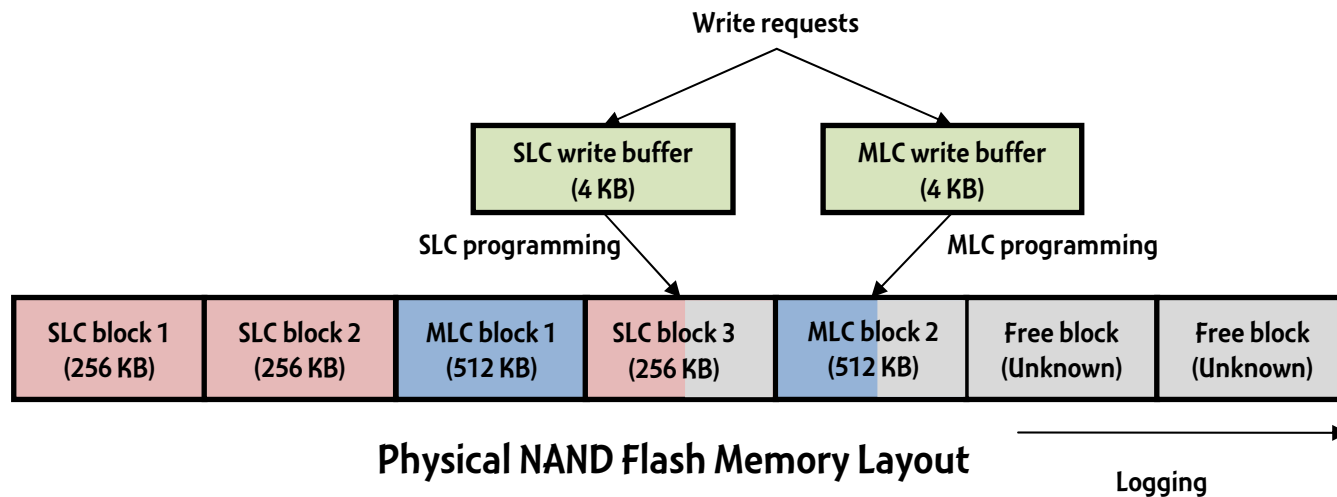 Write requests
SLC write buffer
(4 KB)
MLC write buffer
(4 KB)
SLC programming
MLC programming
SLC block 1
(256 KB)
SLC block 2
(256 KB)
MLC block 1
(512 KB)
SLC block 3
(256 KB)
MLC block 2
(512 KB)
Free block
(Unknown)
Free block
(Unknown)
Physical NAND Flash Memory Layout
Logging